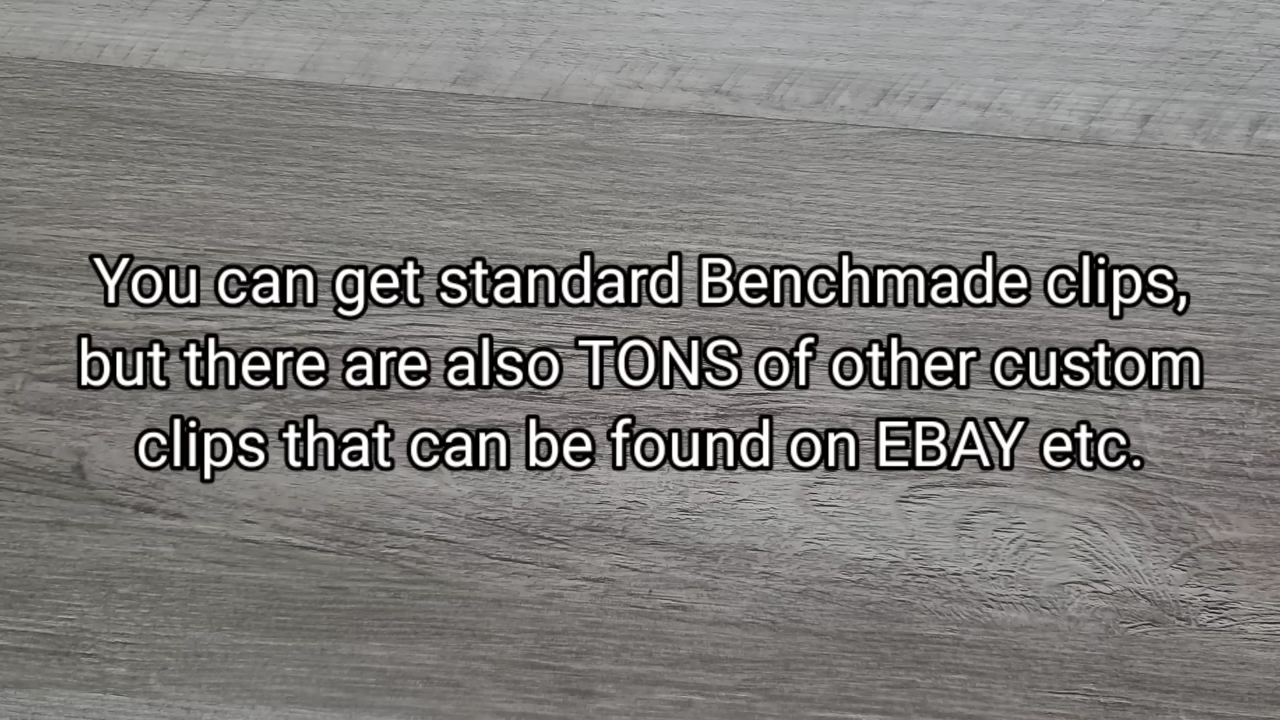 You can get standard Benchmade clips,
but there are also TONS of other custom
clips that can be found on EBAY etc.